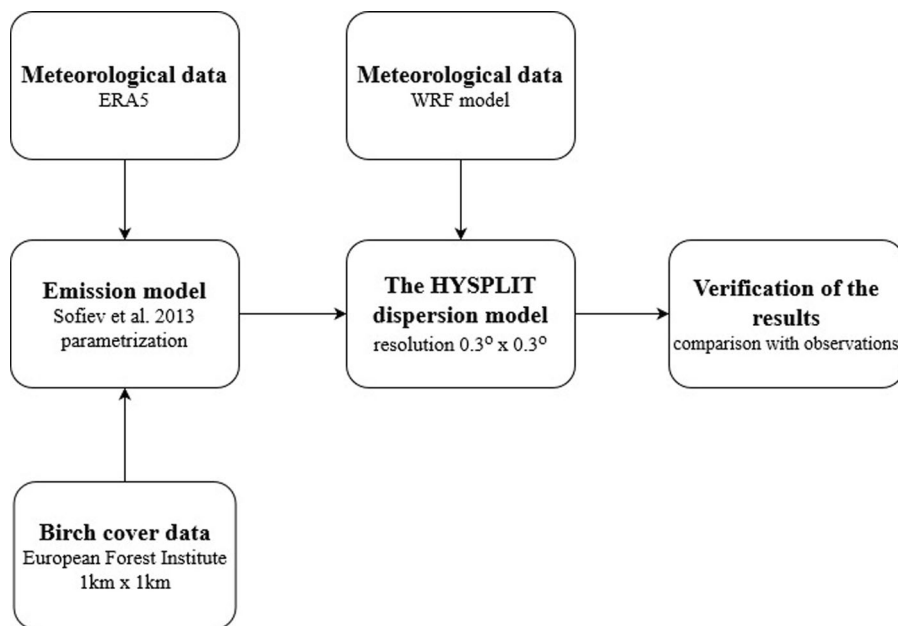 Meteorological data
ERA5
Meteorological data
WRF model
Emission model
Sofiev et al. 2013
parametrization
The HYSPLIT
dispersion model
resolution 0.3° x 0.3°
Verification of the
results
comparison with observations
Birch cover data
European Forest Institute
1km x 1km